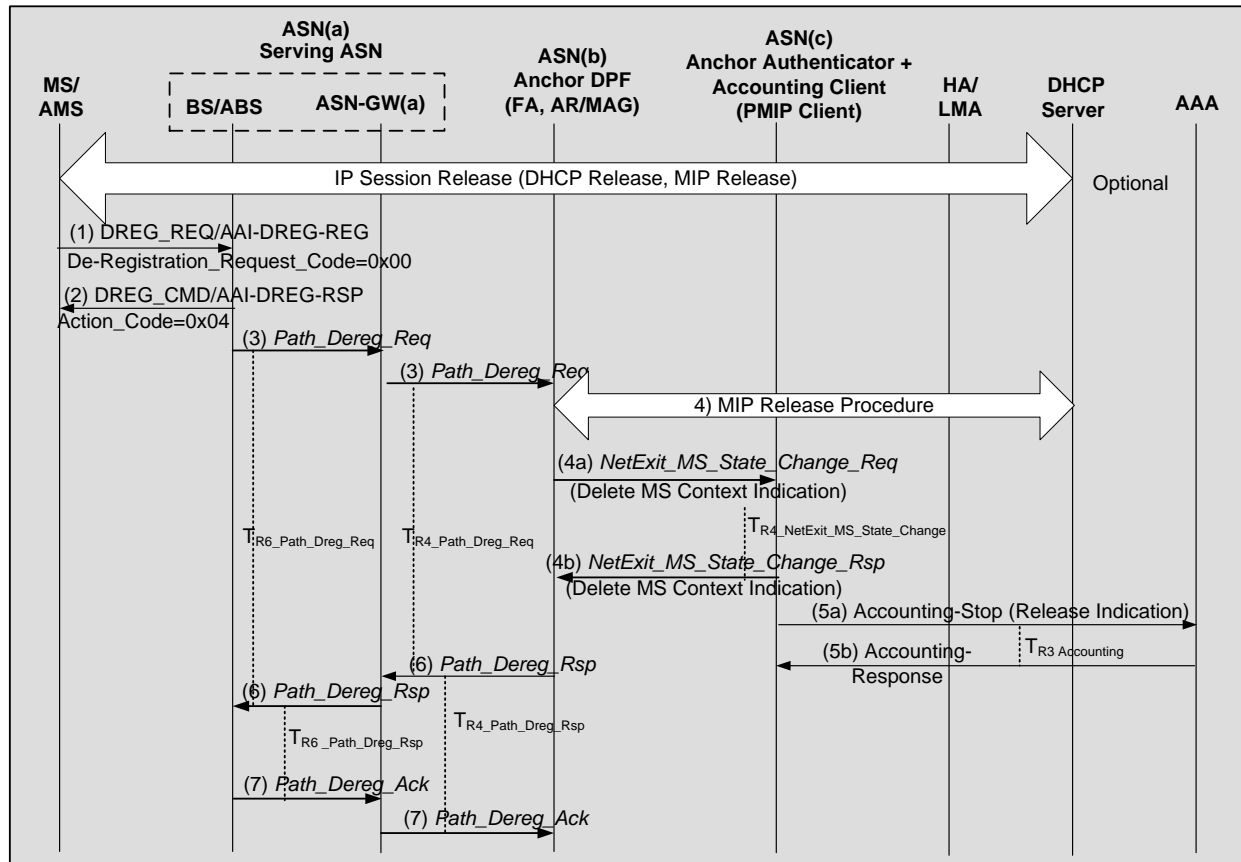 ASN(a)
Serving ASN
ASN(b)
Anchor DPF
(FA, AR/MAG)
ASN(c)
Anchor Authenticator +
Accounting Client
(PMIP Client)
MS/
AMS
BS/ABS
ASN-GW(a)
HA/
LMA
DHCP
Server
AAA
IP Session Release (DHCP Release, MIP Release)
Optional
(1) DREG_REQ/AAI-DREG-REG
De-Registration_Request_Code=0x00
(2) DREG_CMD/AAI-DREG-RSP
Action_Code=0x04
(3) Path_Dereg_Req
(3) Path_Dereg_Req
4) MIP Release Procedure
(4a) NetExit_MS_State_Change_Req
(Delete MS Context Indication)
TR6_Path_Dreg_Req
TR4_Path_Dreg_Req
TR4_NetExit_MS_State_Change
(4b) NetExit_MS_State_Change_Rsp
(Delete MS Context Indication)
(5a) Accounting-Stop (Release Indication)
TR3 Accounting
(5b) Accounting-
Response
(6) Path_Dereg_Rsp
(6) Path_Dereg_Rsp
TR4_Path_Dreg_Rsp
TR6 _Path_Dreg_Rsp
(7) Path_Dereg_Ack
(7) Path_Dereg_Ack